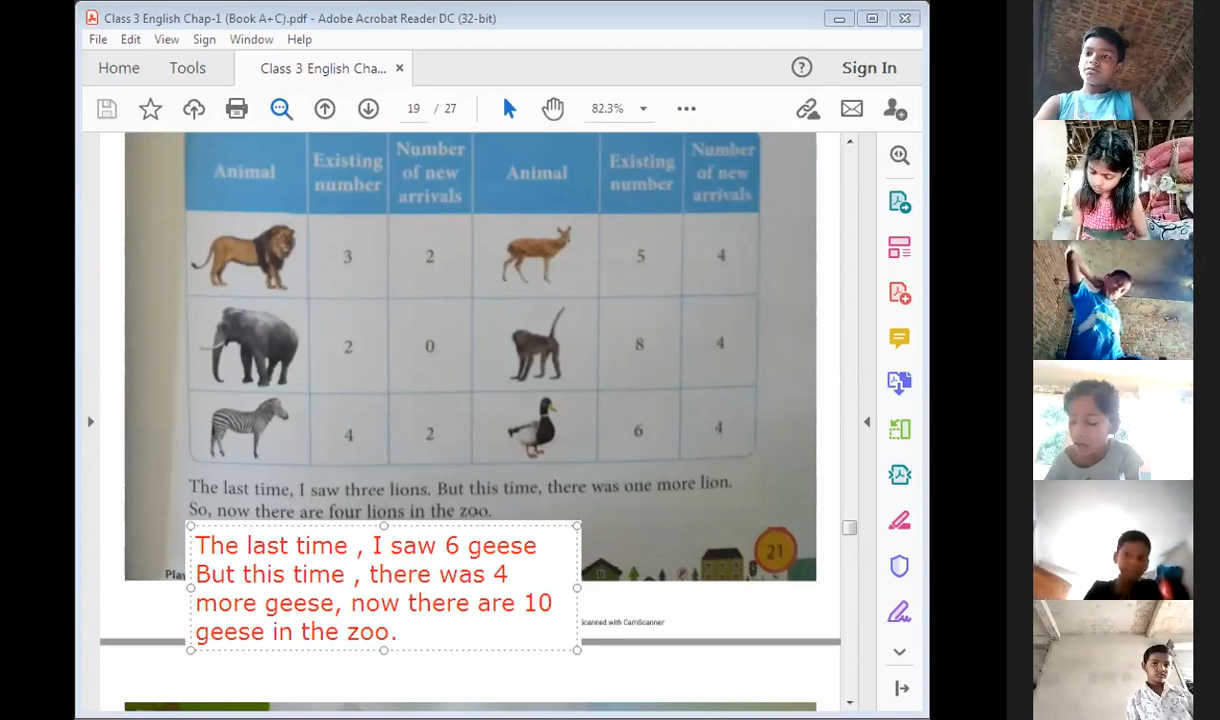 Class 3 English Chap-1 (Book A+C).pdf - Adobe Acrobat Reader DC (32-bit)
File Edit View Sign Window Help
Home Tools Class 3 English Cha... × Sign In
19 / 27 82.3%
Animal Existing number Number of new arrivals Animal Existing number Number of new arrivals
3 2 5 4
2 0 8 4
4 2 6 4
The last time, I saw three lions. But this time, there was one more lion.
So, now there are four lions in the zoo.
The last time , I saw 6 geese
But this time , there was 4
more geese, now there are 10
geese in the zoo.
21
Scanned with CamScanner